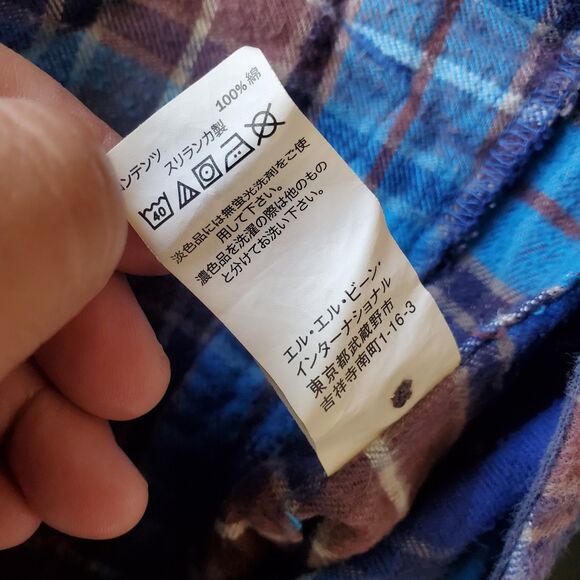 100% 綿
スリランカ製
ンテンツ
40
淡色品には無蛍光洗剤をご使
用して下さい。
濃色品を洗濯の際は他のもの
と分けてお洗い下さい。
エル・エル・ビーン・
インターナショナル
東京都武蔵野市
吉祥寺南町1-16-3